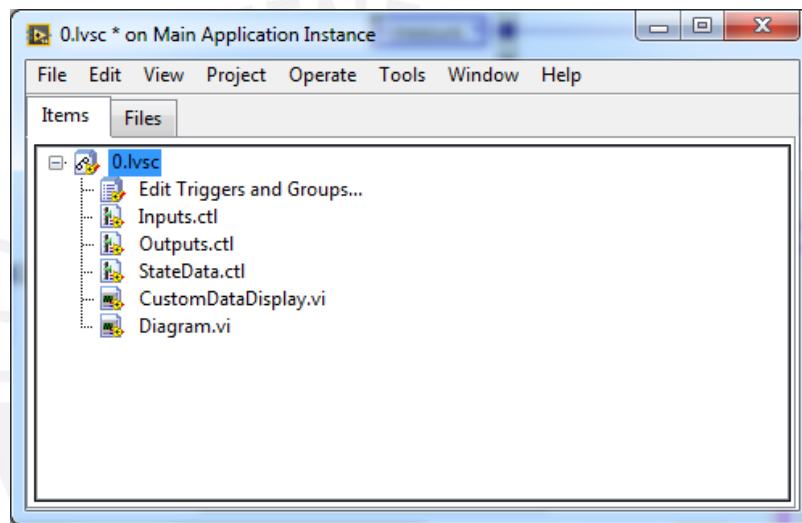 0.lvsc * on Main Application Instance
File Edit View Project Operate Tools Window Help
Items Files
0.lvsc
Edit Triggers and Groups...
Inputs.ctl
Outputs.ctl
StateData.ctl
CustomDataDisplay.vi
Diagram.vi